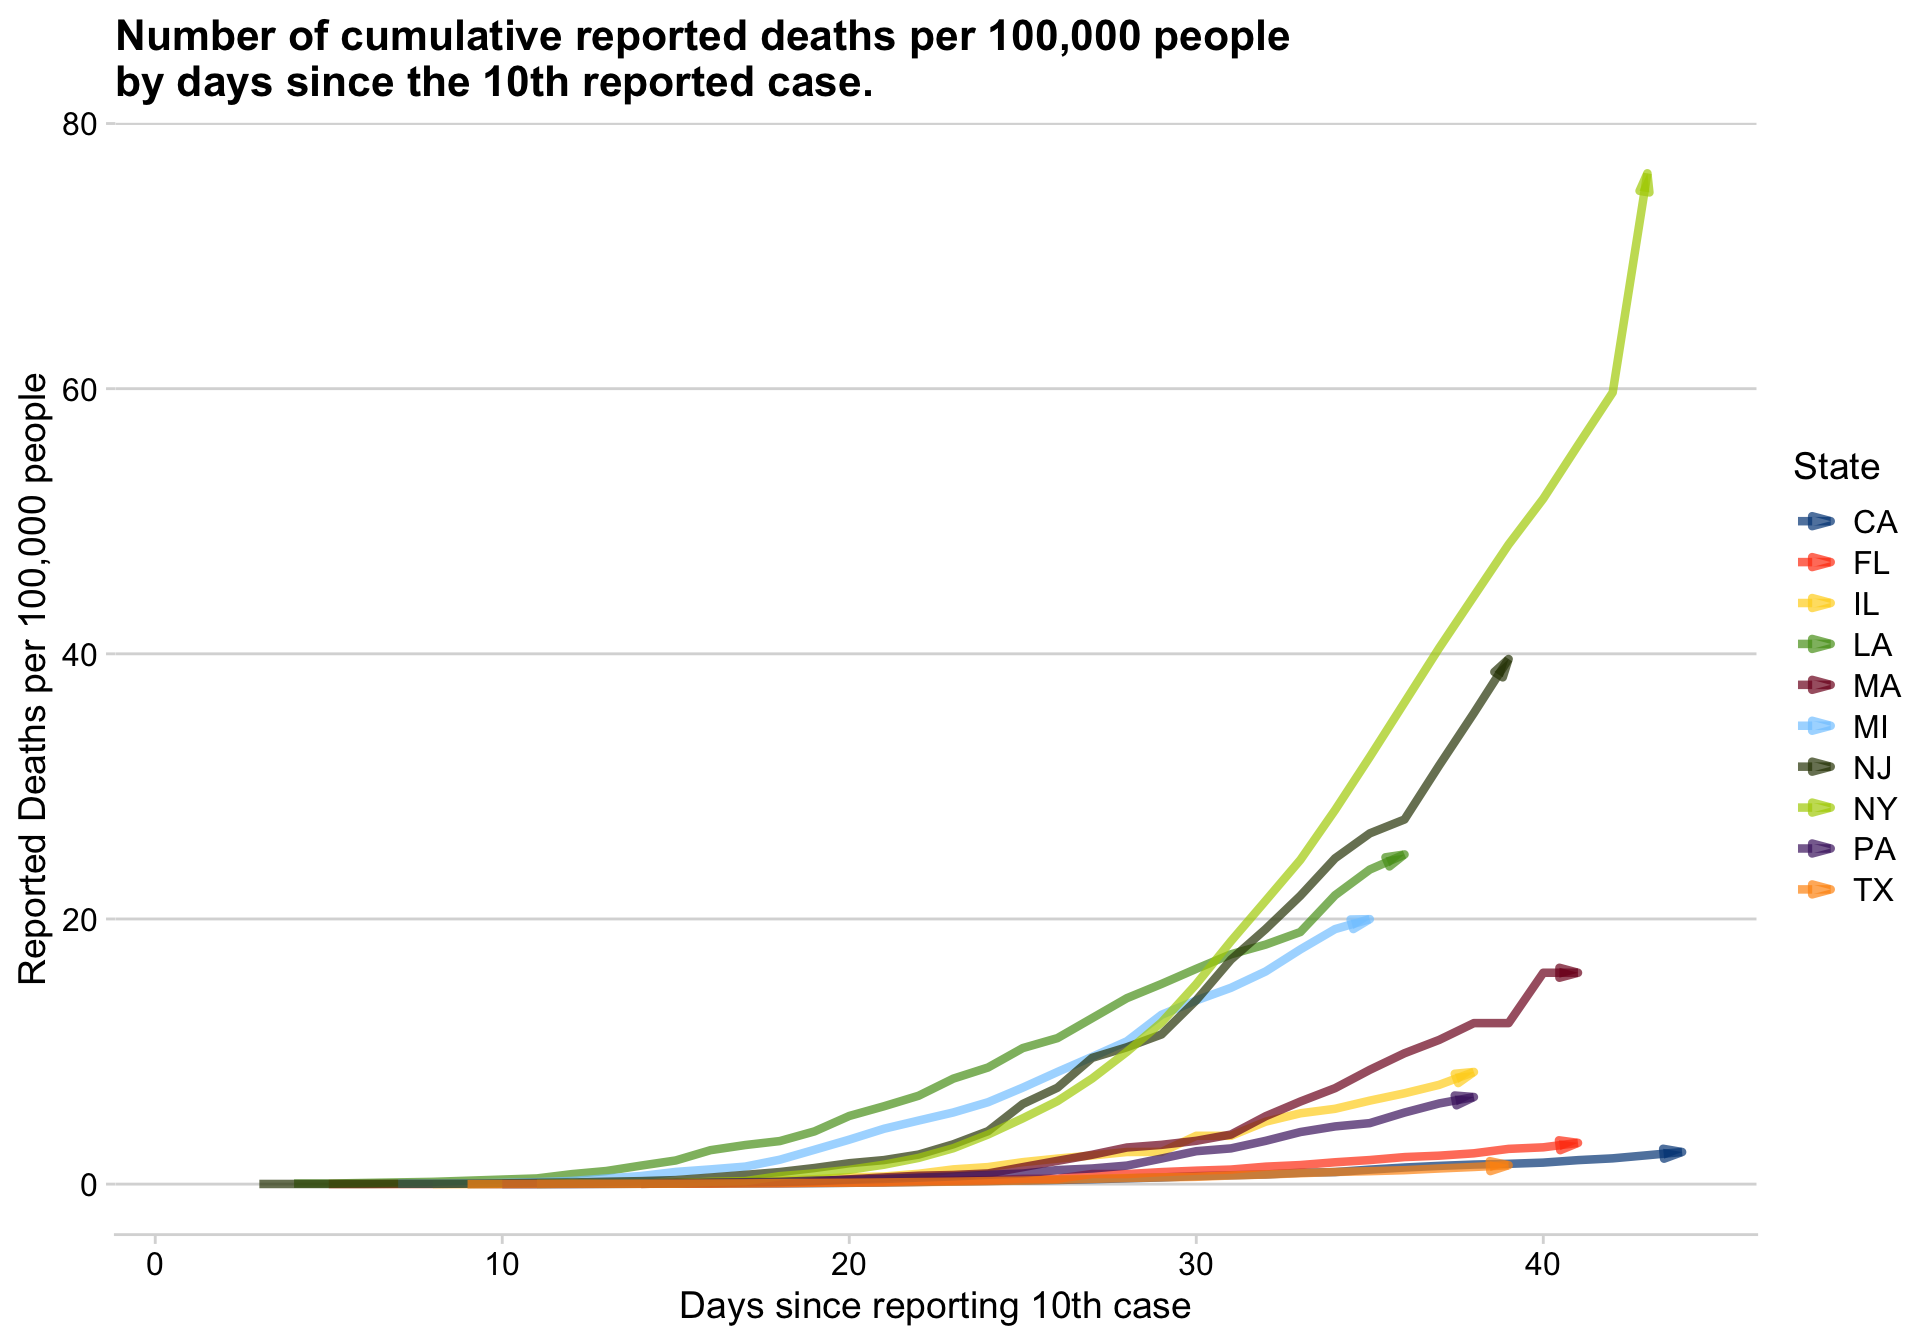 Number of cumulative reported deaths per 100,000 people
by days since the 10th reported case.
Reported Deaths per 100,000 people
80
60
40
20
0
0
10
20
30
40
Days since reporting 10th case
State
CA
FL
IL
LA
MA
MI
NJ
NY
PA
TX